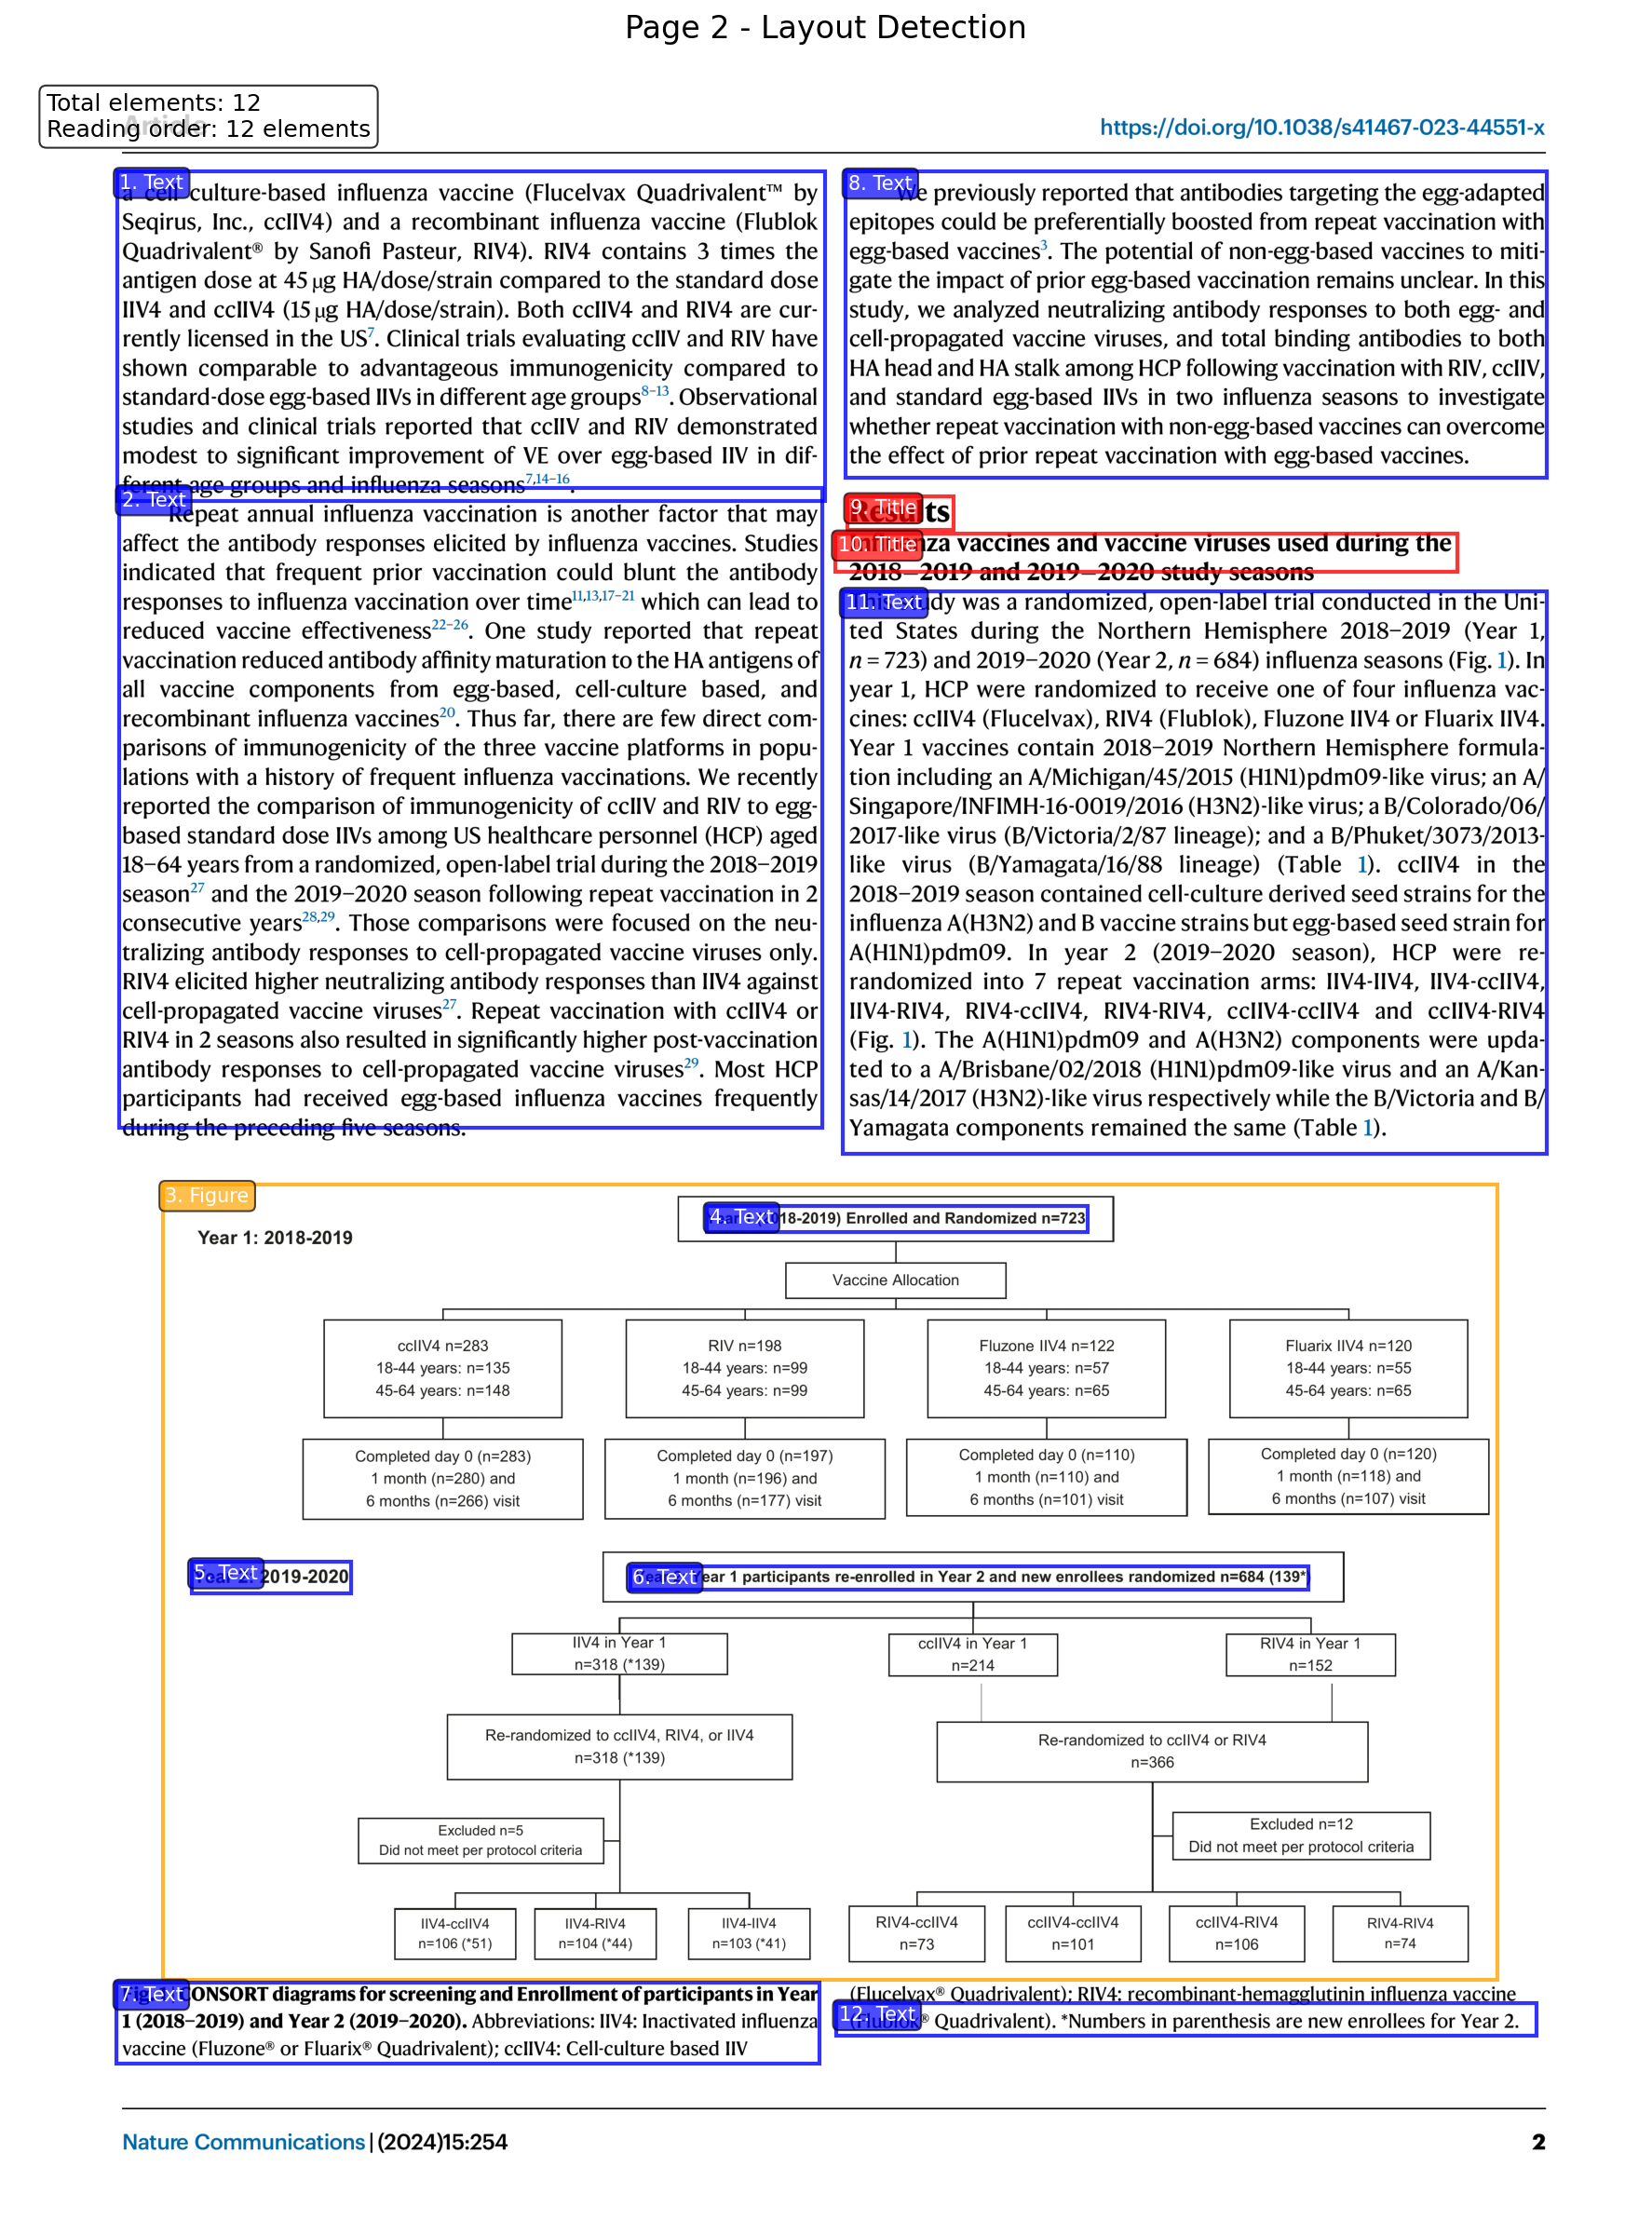 Page 2 - Layout Detection
Total elements: 12
Reading order: 12 elements
Article
https://doi.org/10.1038/s41467-023-44551-x
1. Text
a cell culture-based influenza vaccine (Flucelvax Quadrivalent™ by
Seqirus, Inc., ccIIV4) and a recombinant influenza vaccine (Flublok
Quadrivalent® by Sanofi Pasteur, RIV4). RIV4 contains 3 times the
antigen dose at 45 μg HA/dose/strain compared to the standard dose
IIV4 and ccIIV4 (15 μg HA/dose/strain). Both ccIIV4 and RIV4 are cur-
rently licensed in the US7. Clinical trials evaluating ccIIV and RIV have
shown comparable to advantageous immunogenicity compared to
standard-dose egg-based IIVs in different age groups8–13. Observational
studies and clinical trials reported that ccIIV and RIV demonstrated
modest to significant improvement of VE over egg-based IIV in dif-
ferent age groups and influenza seasons7,14–16.
2. Text
Repeat annual influenza vaccination is another factor that may
affect the antibody responses elicited by influenza vaccines. Studies
indicated that frequent prior vaccination could blunt the antibody
responses to influenza vaccination over time11,13,17–21 which can lead to
reduced vaccine effectiveness22–26. One study reported that repeat
vaccination reduced antibody affinity maturation to the HA antigens of
all vaccine components from egg-based, cell-culture based, and
recombinant influenza vaccines20. Thus far, there are few direct com-
parisons of immunogenicity of the three vaccine platforms in popu-
lations with a history of frequent influenza vaccinations. We recently
reported the comparison of immunogenicity of ccIIV and RIV to egg-
based standard dose IIVs among US healthcare personnel (HCP) aged
18–64 years from a randomized, open-label trial during the 2018–2019
season27 and the 2019–2020 season following repeat vaccination in 2
consecutive years28,29. Those comparisons were focused on the neu-
tralizing antibody responses to cell-propagated vaccine viruses only.
RIV4 elicited higher neutralizing antibody responses than IIV4 against
cell-propagated vaccine viruses27. Repeat vaccination with ccIIV4 or
RIV4 in 2 seasons also resulted in significantly higher post-vaccination
antibody responses to cell-propagated vaccine viruses29. Most HCP
participants had received egg-based influenza vaccines frequently
during the preceding five seasons.
8. Text
We previously reported that antibodies targeting the egg-adapted
epitopes could be preferentially boosted from repeat vaccination with
egg-based vaccines3. The potential of non-egg-based vaccines to miti-
gate the impact of prior egg-based vaccination remains unclear. In this
study, we analyzed neutralizing antibody responses to both egg- and
cell-propagated vaccine viruses, and total binding antibodies to both
HA head and HA stalk among HCP following vaccination with RIV, ccIIV,
and standard egg-based IIVs in two influenza seasons to investigate
whether repeat vaccination with non-egg-based vaccines can overcome
the effect of prior repeat vaccination with egg-based vaccines.
9. Title
Results
10. Title
Influenza vaccines and vaccine viruses used during the
2018–2019 and 2019–2020 study seasons
11. Text
This study was a randomized, open-label trial conducted in the Uni-
ted States during the Northern Hemisphere 2018–2019 (Year 1,
n = 723) and 2019–2020 (Year 2, n = 684) influenza seasons (Fig. 1). In
year 1, HCP were randomized to receive one of four influenza vac-
cines: ccIIV4 (Flucelvax), RIV4 (Flublok), Fluzone IIV4 or Fluarix IIV4.
Year 1 vaccines contain 2018–2019 Northern Hemisphere formula-
tion including an A/Michigan/45/2015 (H1N1)pdm09-like virus; an A/
Singapore/INFIMH-16-0019/2016 (H3N2)-like virus; a B/Colorado/06/
2017-like virus (B/Victoria/2/87 lineage); and a B/Phuket/3073/2013-
like virus (B/Yamagata/16/88 lineage) (Table 1). ccIIV4 in the
2018–2019 season contained cell-culture derived seed strains for the
influenza A(H3N2) and B vaccine strains but egg-based seed strain for
A(H1N1)pdm09. In year 2 (2019–2020 season), HCP were re-
randomized into 7 repeat vaccination arms: IIV4-IIV4, IIV4-ccIIV4,
IIV4-RIV4, RIV4-ccIIV4, RIV4-RIV4, ccIIV4-ccIIV4 and ccIIV4-RIV4
(Fig. 1). The A(H1N1)pdm09 and A(H3N2) components were upda-
ted to a A/Brisbane/02/2018 (H1N1)pdm09-like virus and an A/Kan-
sas/14/2017 (H3N2)-like virus respectively while the B/Victoria and B/
Yamagata components remained the same (Table 1).
3. Figure
Year 1: 2018-2019
4. Text
18-2019) Enrolled and Randomized n=723
Vaccine Allocation
ccIIV4 n=283
18-44 years: n=135
45-64 years: n=148
RIV n=198
18-44 years: n=99
45-64 years: n=99
Fluzone IIV4 n=122
18-44 years: n=57
45-64 years: n=65
Fluarix IIV4 n=120
18-44 years: n=55
45-64 years: n=65
Completed day 0 (n=283)
1 month (n=280) and
6 months (n=266) visit
Completed day 0 (n=197)
1 month (n=196) and
6 months (n=177) visit
Completed day 0 (n=110)
1 month (n=110) and
6 months (n=101) visit
Completed day 0 (n=120)
1 month (n=118) and
6 months (n=107) visit
5. Text
Year 2: 2019-2020
6. Text
Year 1 participants re-enrolled in Year 2 and new enrollees randomized n=684 (139*)
IIV4 in Year 1
n=318 (*139)
ccIIV4 in Year 1
n=214
RIV4 in Year 1
n=152
Re-randomized to ccIIV4, RIV4, or IIV4
n=318 (*139)
Re-randomized to ccIIV4 or RIV4
n=366
Excluded n=5
Did not meet per protocol criteria
Excluded n=12
Did not meet per protocol criteria
IIV4-ccIIV4
n=106 (*51)
IIV4-RIV4
n=104 (*44)
IIV4-IIV4
n=103 (*41)
RIV4-ccIIV4
n=73
ccIIV4-ccIIV4
n=101
ccIIV4-RIV4
n=106
RIV4-RIV4
n=74
7. Text
CONSORT diagrams for screening and Enrollment of participants in Year
1 (2018–2019) and Year 2 (2019–2020). Abbreviations: IIV4: Inactivated influenza
vaccine (Fluzone® or Fluarix® Quadrivalent); ccIIV4: Cell-culture based IIV
(Flucelvax® Quadrivalent); RIV4: recombinant-hemagglutinin influenza vaccine
12. Text
(Flublok® Quadrivalent). *Numbers in parenthesis are new enrollees for Year 2.
Nature Communications | (2024)15:254
2